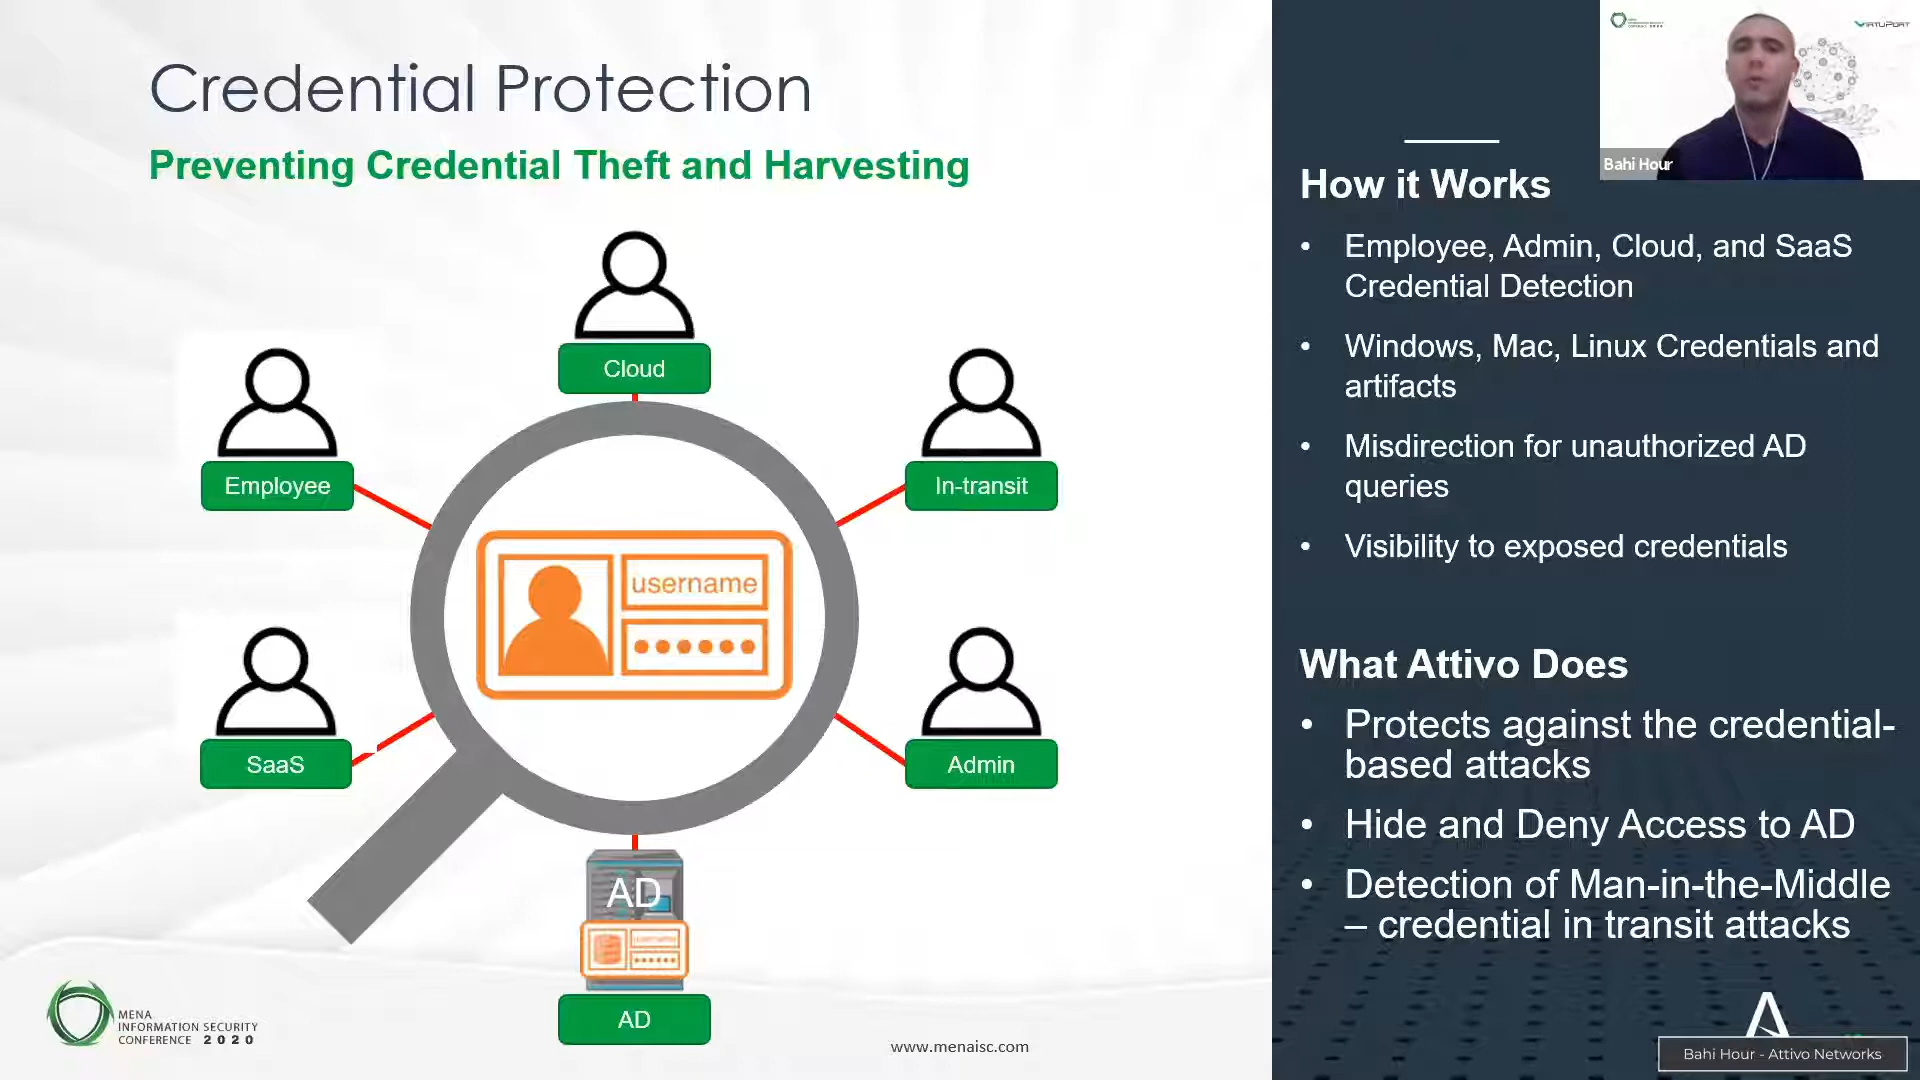 Credential Protection
Preventing Credential Theft and Harvesting
Cloud
Employee
In-transit
username
SaaS
Admin
AD
username
AD
MENA
INFORMATION SECURITY
CONFERENCE 2020
www.menaisc.com
VIRTUPORT
Bahi Hour
How it Works
• Employee, Admin, Cloud, and SaaS
Credential Detection
• Windows, Mac, Linux Credentials and
artifacts
• Misdirection for unauthorized AD
queries
• Visibility to exposed credentials
What Attivo Does
• Protects against the credential-
based attacks
• Hide and Deny Access to AD
• Detection of Man-in-the-Middle
– credential in transit attacks
Bahi Hour - Attivo Networks